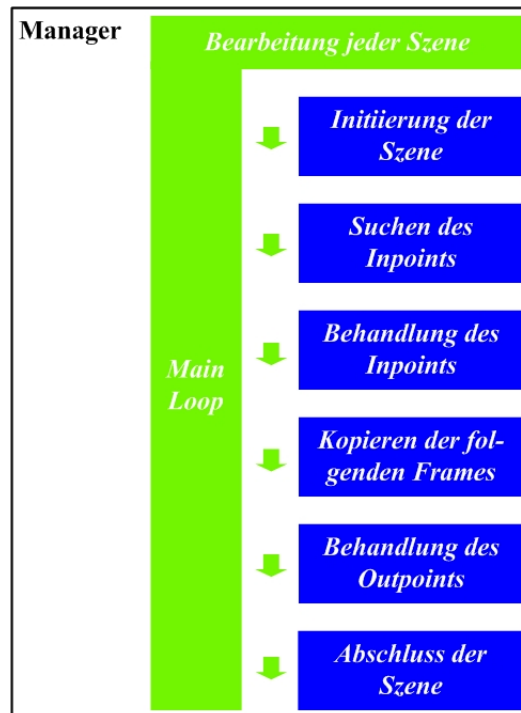 Manager
Bearbeitung jeder Szene
Initiierung der
Szene
Suchen des
Inpoints
Behandlung des
Inpoints
Main
Loop
Kopieren der fol-
genden Frames
Behandlung des
Outpoints
Abschluss der
Szene